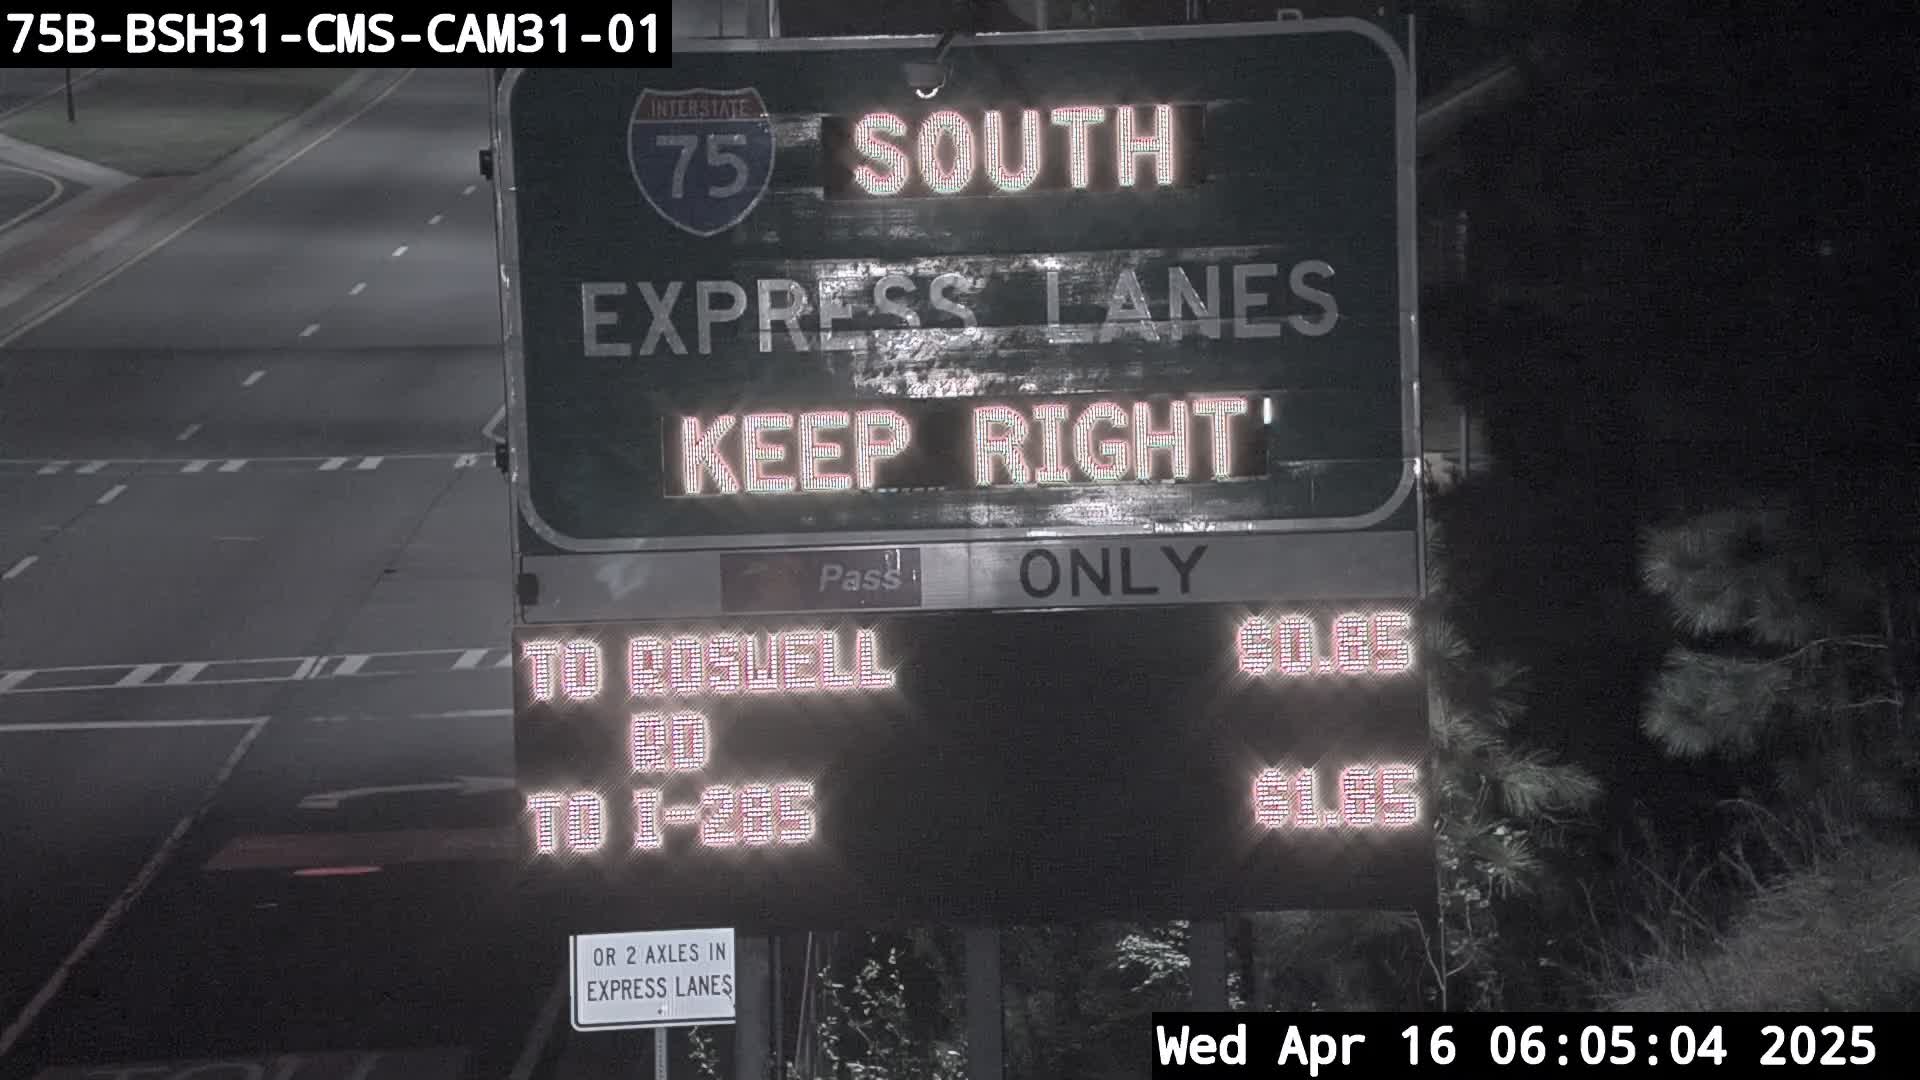 75B-BSH31-CMS-CAM31-01
INTERSTATE
75
SOUTH
EXPRESS LANES
KEEP RIGHT
Pass ONLY
TO ROSWELL $0.85
RD
TO I-285 $1.85
OR 2 AXLES IN
EXPRESS LANES
Wed Apr 16 06:05:04 2025